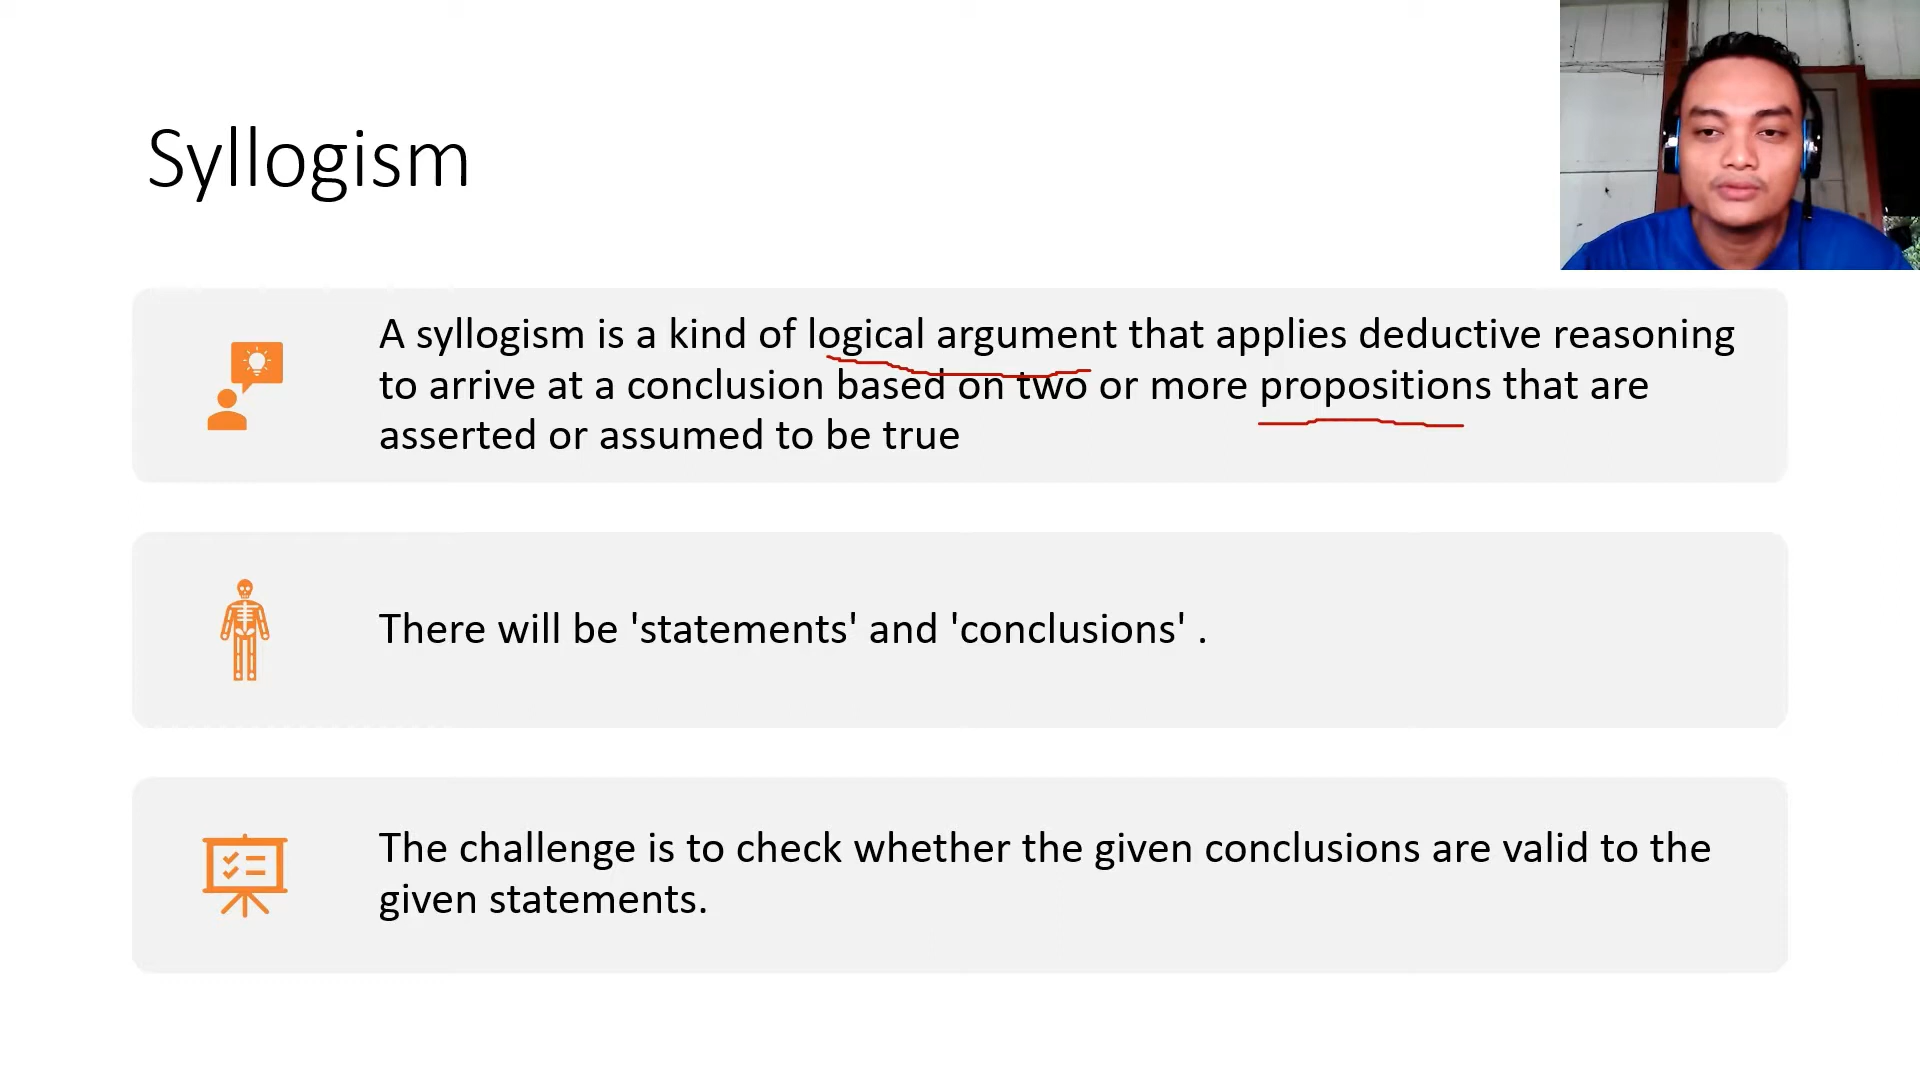 Syllogism
A syllogism is a kind of logical argument that applies deductive reasoning
to arrive at a conclusion based on two or more propositions that are
asserted or assumed to be true
There will be 'statements' and 'conclusions' .
The challenge is to check whether the given conclusions are valid to the
given statements.